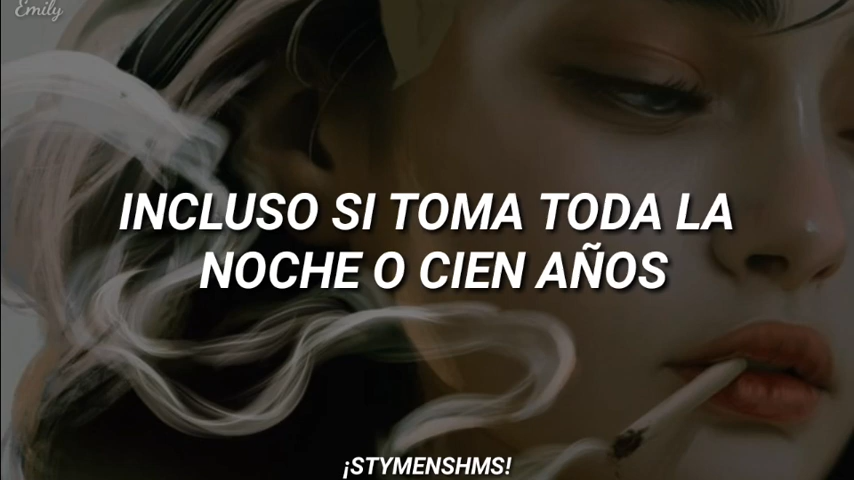 Emily
INCLUSO SI TOMA TODA LA
NOCHE O CIEN AÑOS
¡STYMENSHMS!